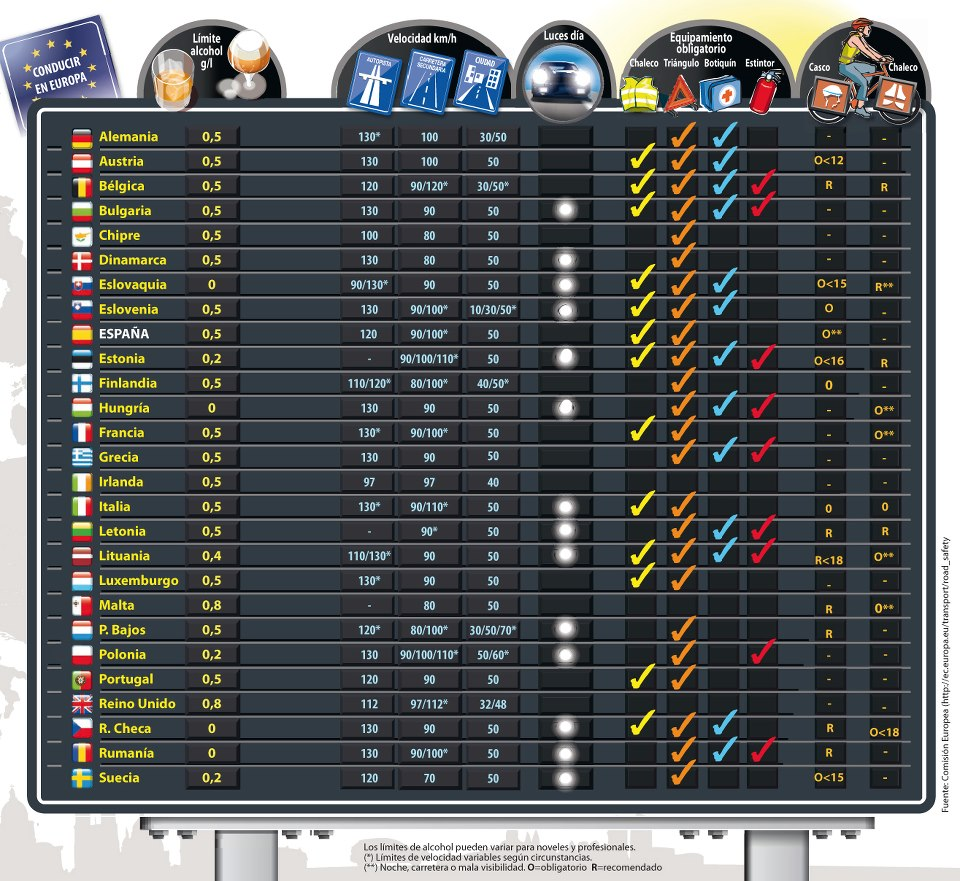 CONDUCIR
EN EUROPA
Límite
alcohol
g/l
Velocidad km/h
AUTOPISTA
CARRETERA
SECUNDARIA
CIUDAD
Luces día
Equipamiento
obligatorio
Chaleco Triángulo Botiquín Estintor
Casco Chaleco
Alemania 0,5 130* 100 30/50 - -
Austria 0,5 130 100 50 O<12 -
Bélgica 0,5 120 90/120* 30/50* R R
Bulgaria 0,5 130 90 50 - -
Chipre 0,5 100 80 50 - -
Dinamarca 0,5 130 80 50 - -
Eslovaquia 0 90/130* 90 50 O<15 R**
Eslovenia 0,5 130 90/100* 10/30/50* O -
ESPAÑA 0,5 120 90/100* 50 O** -
Estonia 0,2 - 90/100/110* 50 O<16 R
Finlandia 0,5 110/120* 80/100* 40/50* 0 -
Hungría 0 130 90 50 - O**
Francia 0,5 130* 90/100* 50 - O**
Grecia 0,5 130 90 50 - -
Irlanda 0,5 97 97 40 - -
Italia 0,5 130* 90/110* 50 0 0
Letonia 0,5 - 90* 50 R R
Lituania 0,4 110/130* 90 50 R<18 O**
Luxemburgo 0,5 130* 90 50 - -
Malta 0,8 - 80 50 R 0**
P. Bajos 0,5 120* 80/100* 30/50/70* R -
Polonia 0,2 130 90/100/110* 50/60* - -
Portugal 0,5 120 90 50 - -
Reino Unido 0,8 112 97/112* 32/48 - -
R. Checa 0 130 90 50 R O<18
Rumanía 0 130 90/100* 50 R -
Suecia 0,2 120 70 50 O<15 -
Los límites de alcohol pueden variar para noveles y profesionales.
(*) Límites de velocidad variables según circunstancias.
(**) Noche, carretera o mala visibilidad. O=obligatorio R=recomendado
Fuente: Comisión Europea (http://ec.europa.eu/transport/road_safety